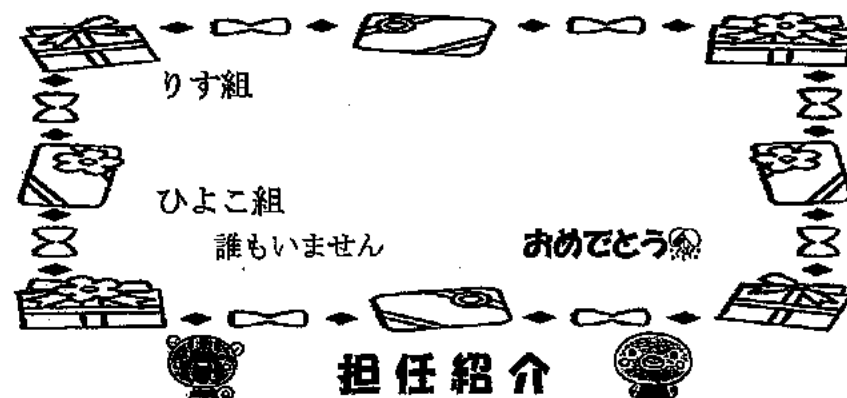 りす組
ひよこ組
誰もいません
おめでとう
担任紹介